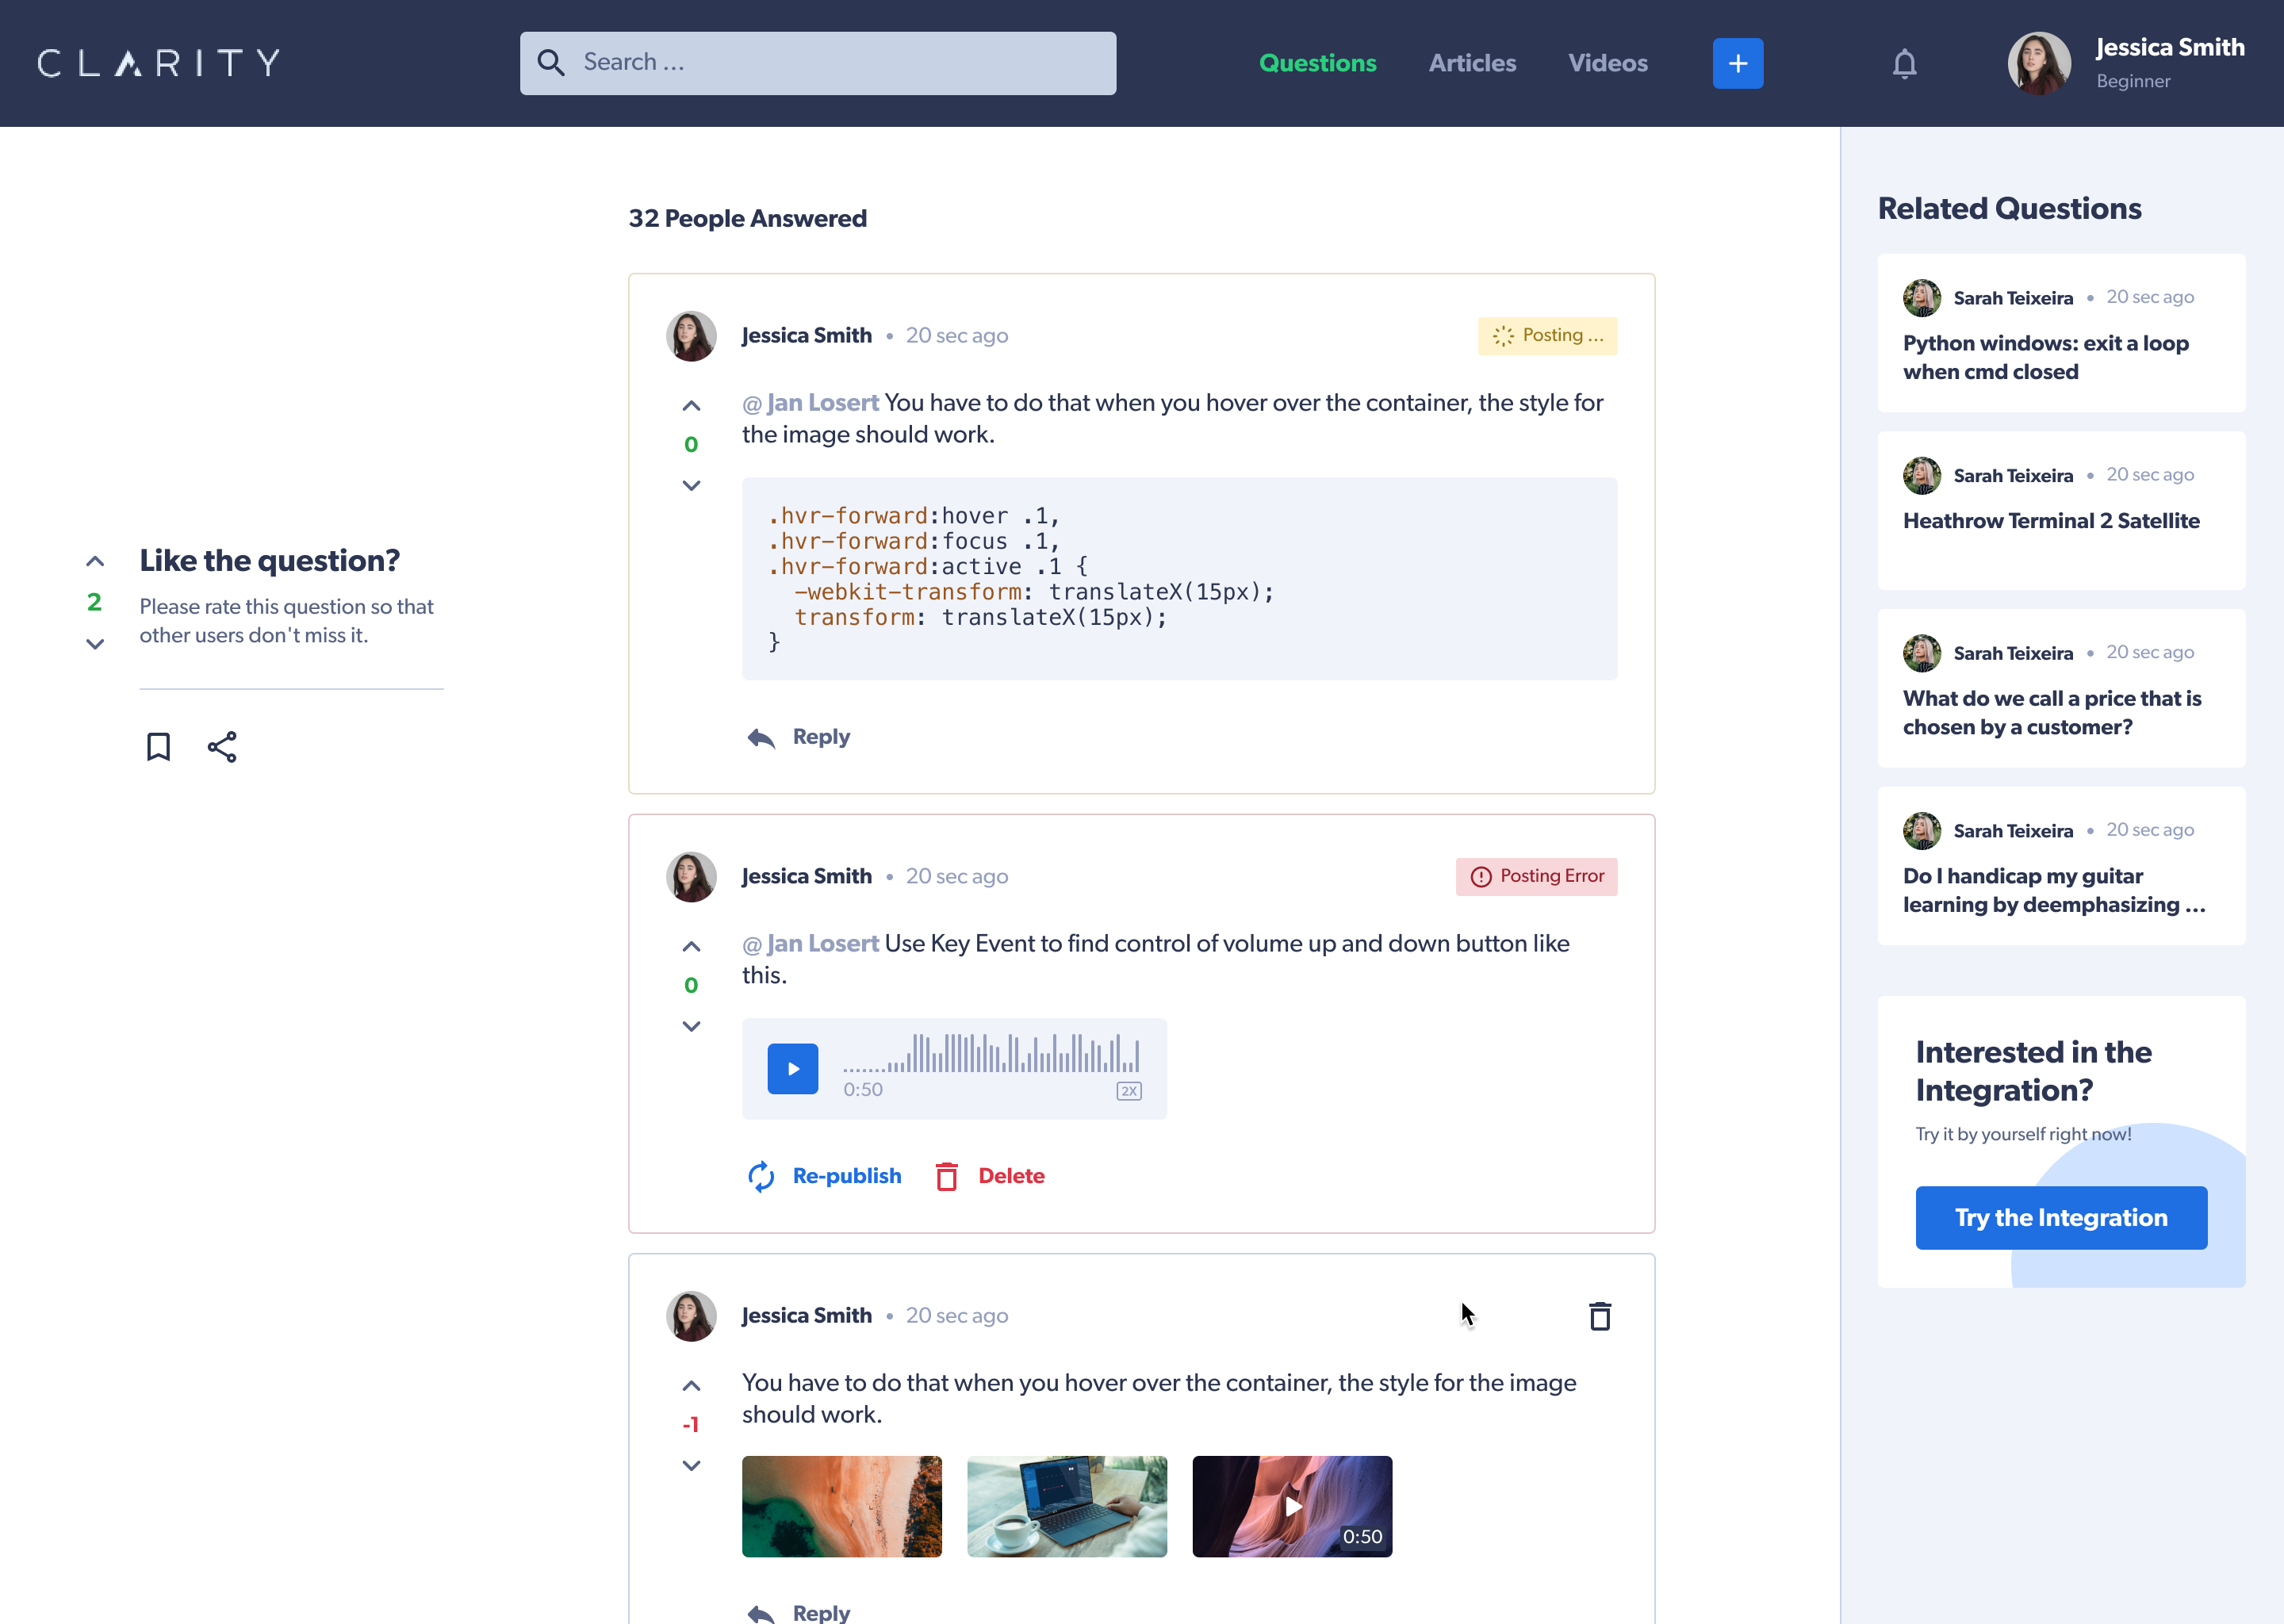 CLARITY
Search ...
Questions
Articles
Videos
+
Jessica Smith
Beginner
Like the question?
2
Please rate this question so that
other users don't miss it.
32 People Answered
Jessica Smith • 20 sec ago
Posting ...
@ Jan Losert You have to do that when you hover over the container, the style for
the image should work.
0
.hvr-forward:hover .1,
.hvr-forward:focus .1,
.hvr-forward:active .1 {
-webkit-transform: translateX(15px);
transform: translateX(15px);
}
Reply
Jessica Smith • 20 sec ago
Posting Error
@ Jan Losert Use Key Event to find control of volume up and down button like
this.
0
0:50
2X
Re-publish
Delete
Jessica Smith • 20 sec ago
You have to do that when you hover over the container, the style for the image
should work.
-1
0:50
Reply
Related Questions
Sarah Teixeira • 20 sec ago
Python windows: exit a loop
when cmd closed
Sarah Teixeira • 20 sec ago
Heathrow Terminal 2 Satellite
Sarah Teixeira • 20 sec ago
What do we call a price that is
chosen by a customer?
Sarah Teixeira • 20 sec ago
Do I handicap my guitar
learning by deemphasizing ...
Interested in the
Integration?
Try it by yourself right now!
Try the Integration